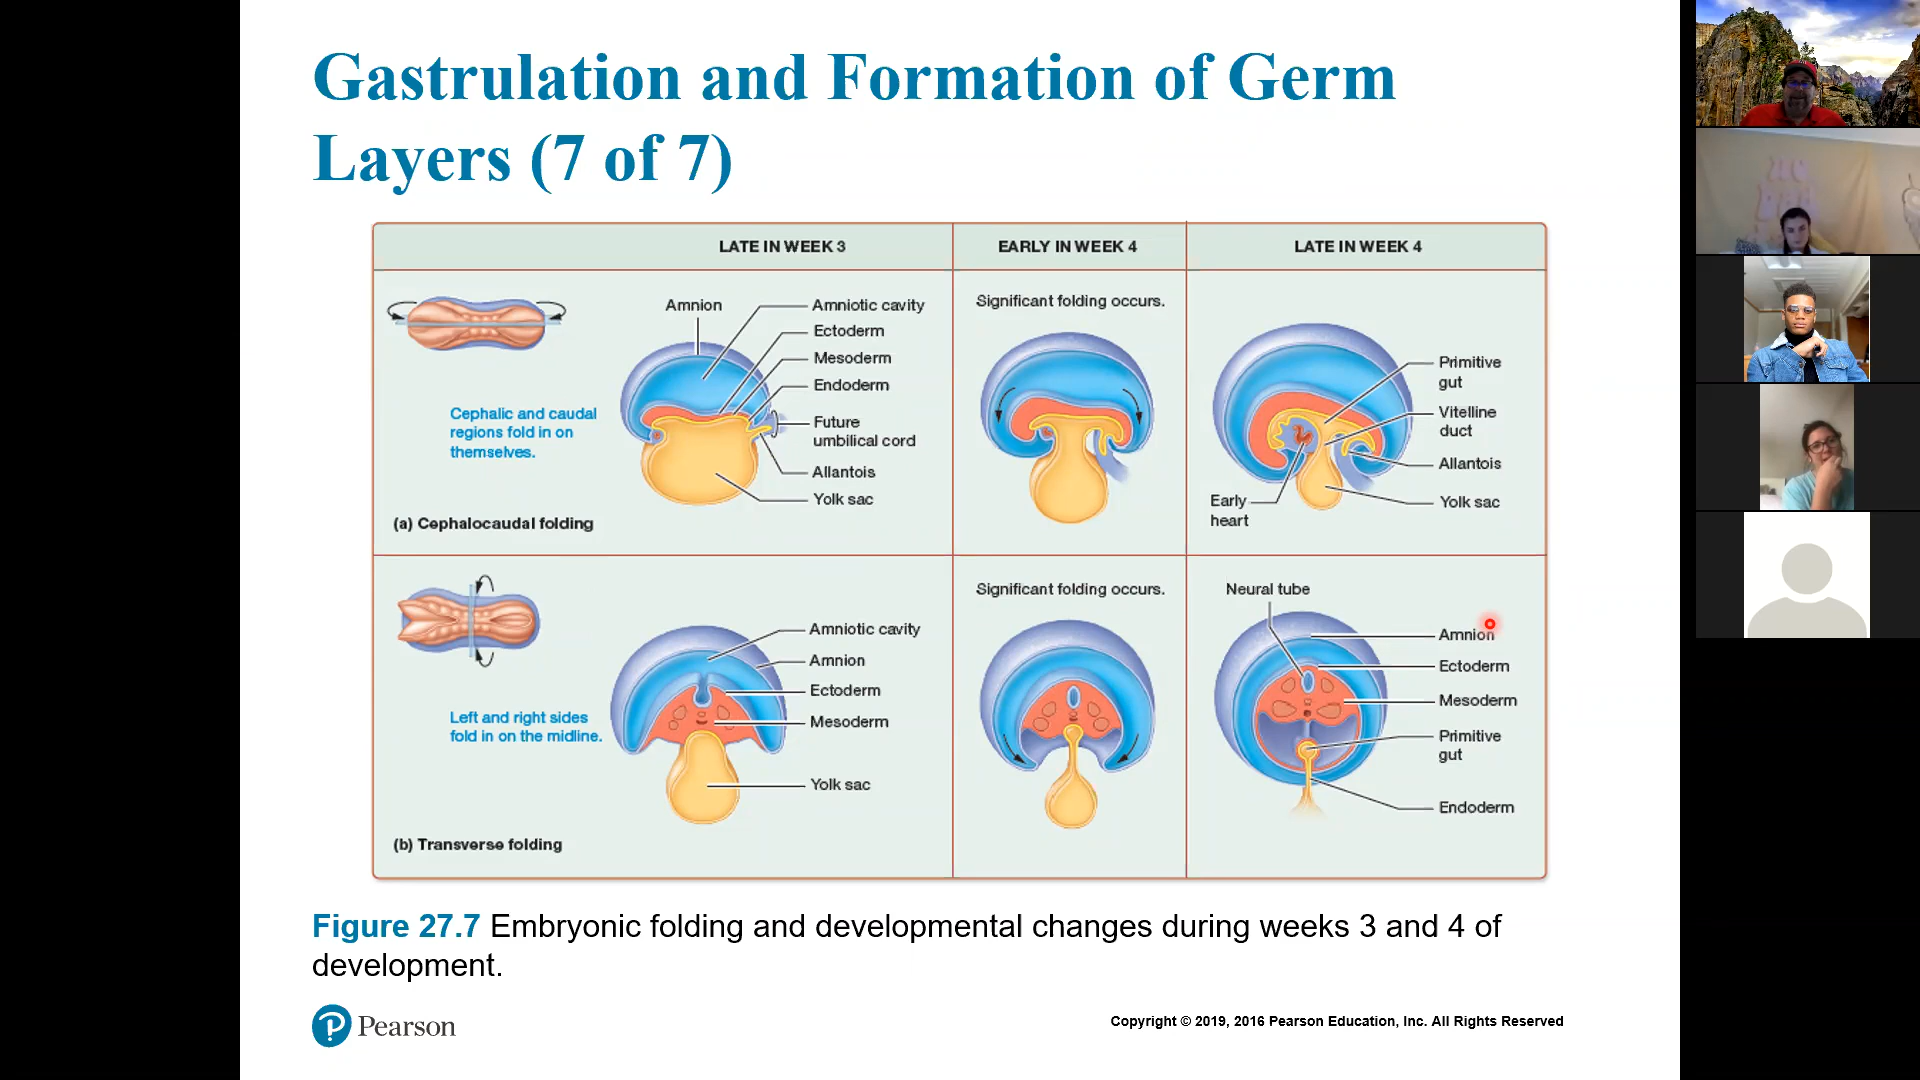 Gastrulation and Formation of Germ
Layers (7 of 7)
LATE IN WEEK 3
EARLY IN WEEK 4
LATE IN WEEK 4
Amnion
Amniotic cavity
Ectoderm
Mesoderm
Endoderm
Future
umbilical cord
Allantois
Yolk sac
Cephalic and caudal
regions fold in on
themselves.
(a) Cephalocaudal folding
Significant folding occurs.
Primitive
gut
Vitelline
duct
Allantois
Yolk sac
Early
heart
Amniotic cavity
Amnion
Ectoderm
Mesoderm
Yolk sac
Left and right sides
fold in on the midline.
(b) Transverse folding
Significant folding occurs.
Neural tube
Amnion
Ectoderm
Mesoderm
Primitive
gut
Endoderm
Figure 27.7 Embryonic folding and developmental changes during weeks 3 and 4 of
development.
Pearson
Copyright © 2019, 2016 Pearson Education, Inc. All Rights Reserved